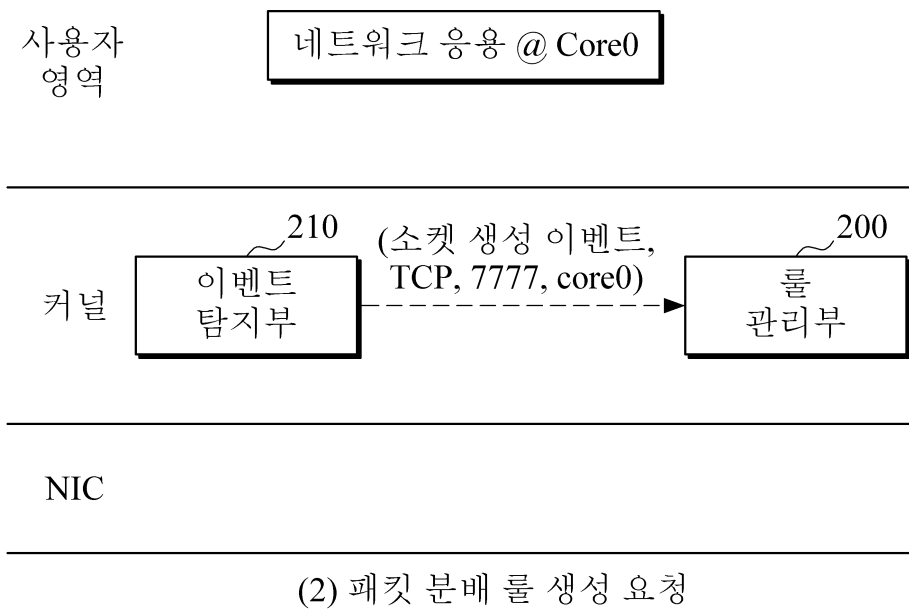 사용자
영역
네트워크 응용 @ Core0
커널
210
이벤트
탐지부
(소켓 생성 이벤트,
TCP, 7777, core0)
200
룰
관리부
NIC
(2) 패킷 분배 룰 생성 요청